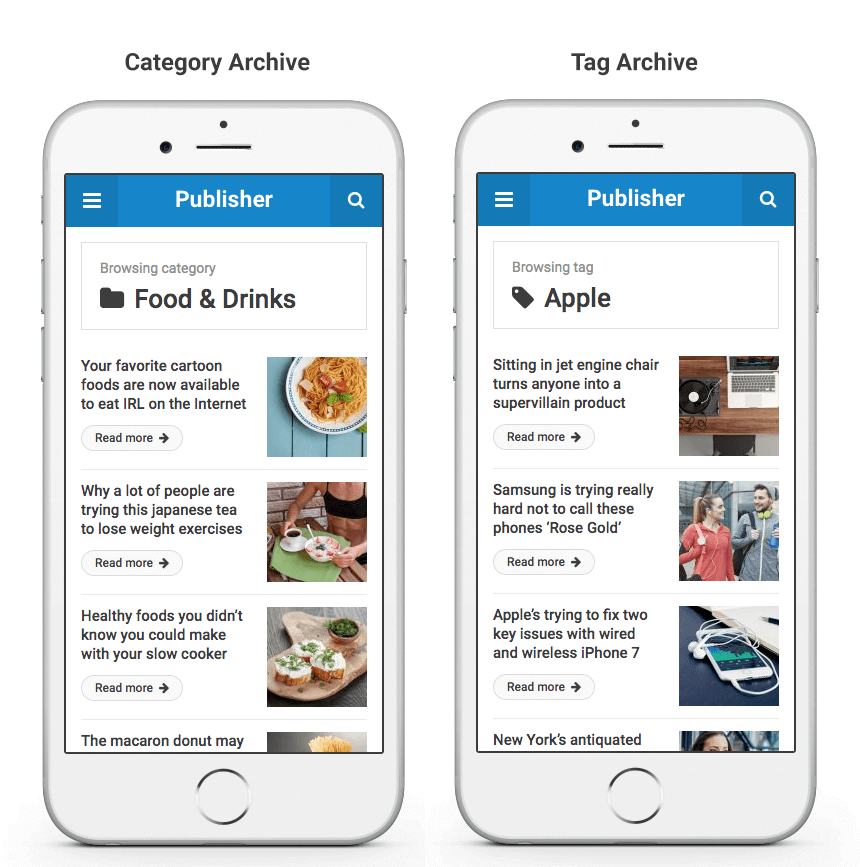 Category Archive
Publisher
Browsing category
Food & Drinks
Your favorite cartoon
foods are now available
to eat IRL on the Internet
Read more
Why a lot of people are
trying this japanese tea
to lose weight exercises
Read more
Healthy foods you didn’t
know you could make
with your slow cooker
Read more
The macaron donut may
Tag Archive
Publisher
Browsing tag
Apple
Sitting in jet engine chair
turns anyone into a
supervillain product
Read more
Samsung is trying really
hard not to call these
phones ‘Rose Gold’
Read more
Apple’s trying to fix two
key issues with wired
and wireless iPhone 7
Read more
New York’s antiquated